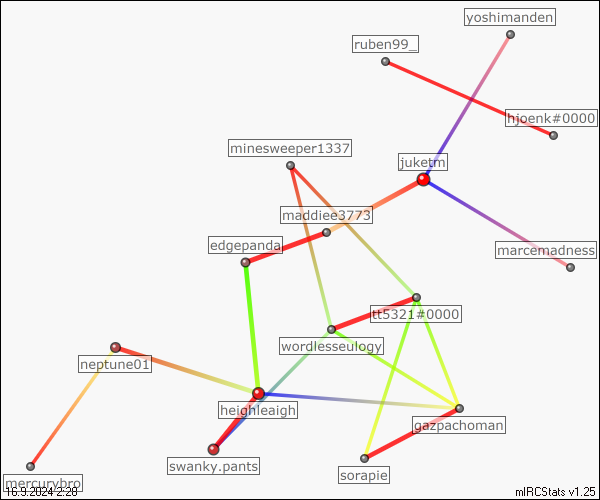 yoshimanden
ruben99_
hjoenk#0000
minesweeper1337
juketm
maddiee3773
edgepanda
marcenadness
tt5321#0000
wordlesseulogy
neptune01
heighleaigh
gazpachoman
swanky.pants
sorapie
mercurybro
16.9.2024 2:20
mIRCStats v1.25